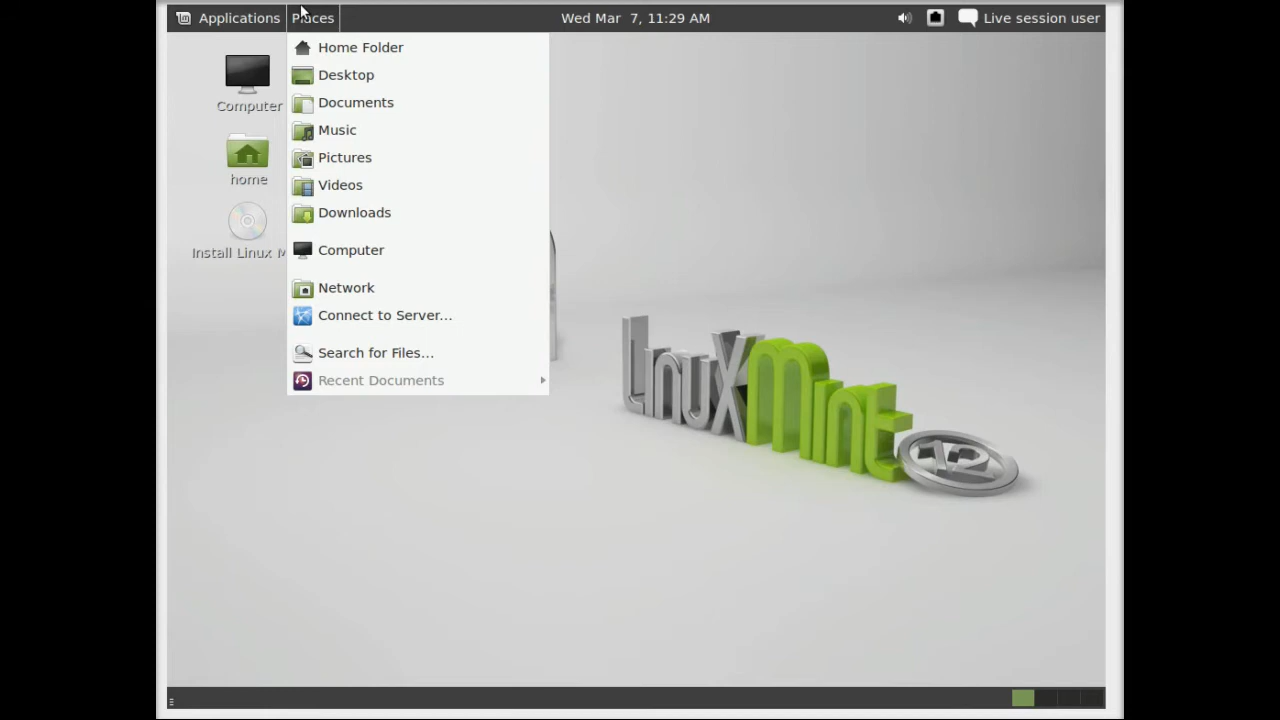 Applications Places Wed Mar 7, 11:29 AM Live session user
Home Folder
Desktop
Documents
Music
Pictures
Videos
Downloads
Computer
Network
Connect to Server...
Search for Files...
Recent Documents
Computer
home
Install Linux M
LinuxMint
12